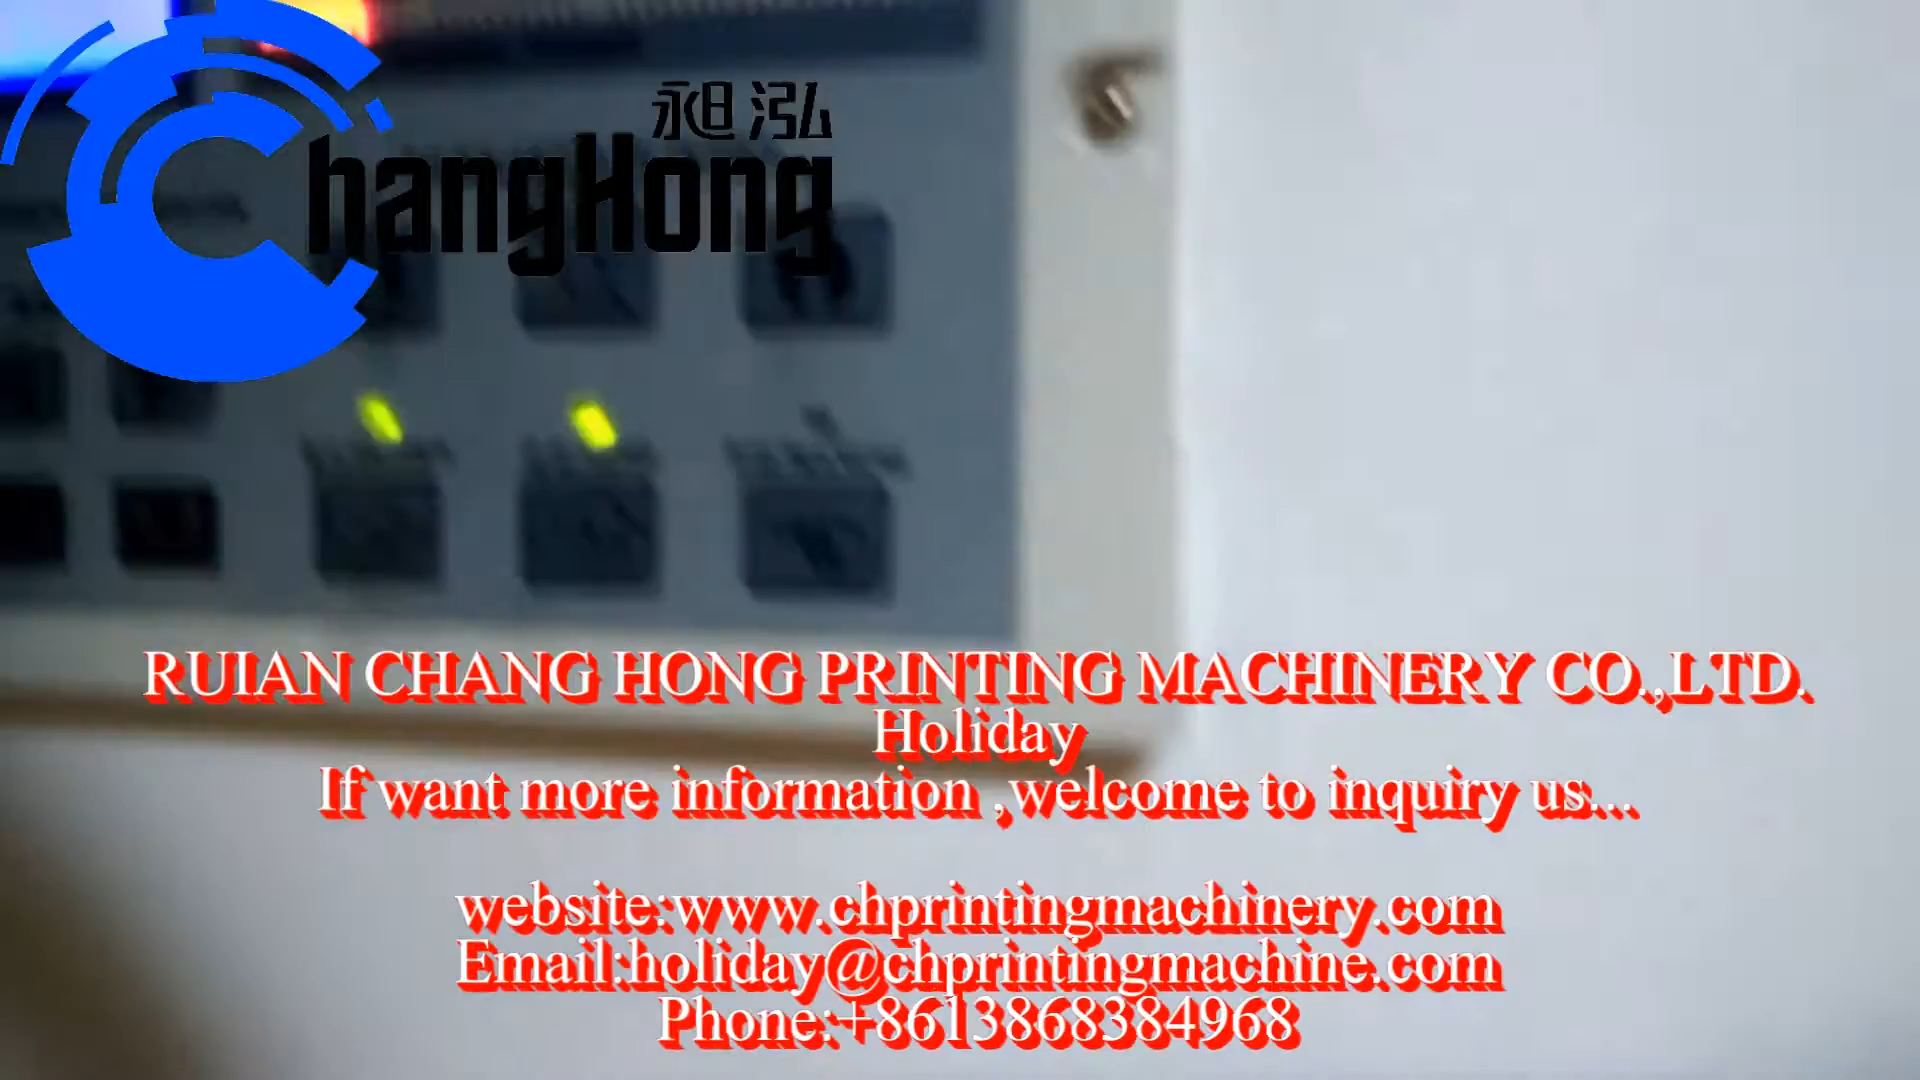 昶泓
ChangHong
RUIAN CHANG HONG PRINTING MACHINERY CO.,LTD.
Holiday
If want more information ,welcome to inquiry us...
website:www.chprintingmachinery.com
Email:holiday@chprintingmachine.com
Phone:+8613868384968